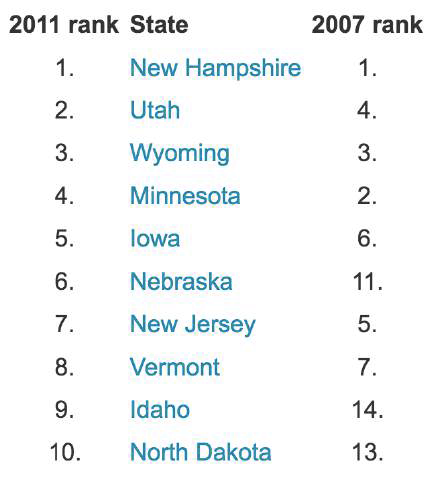 2011 rank State 2007 rank
1. New Hampshire 1.
2. Utah 4.
3. Wyoming 3.
4. Minnesota 2.
5. Iowa 6.
6. Nebraska 11.
7. New Jersey 5.
8. Vermont 7.
9. Idaho 14.
10. North Dakota 13.